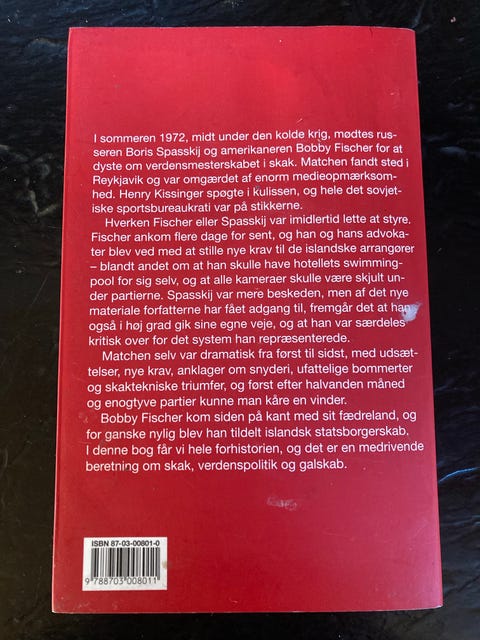 I sommeren 1972, midt under den kolde krig, mødtes rus-
seren Boris Spasskij og amerikaneren Bobby Fischer for at
dyste om verdensmesterskabet i skak. Matchen fandt sted i
Reykjavik og var omgærdet af enorm medieopmærksom-
hed. Henry Kissinger spøgte i kulissen, og hele det sovjet-
iske sportsbureaukrati var på stikkerne.
Hverken Fischer eller Spasskij var imidlertid lette at styre.
Fischer ankom flere dage for sent, og han og hans advoka-
ter blev ved med at stille nye krav til de islandske arrangører
– blandt andet om at han skulle have hotellets swimming-
pool for sig selv, og at alle kameraer skulle være skjult un-
der partierne. Spasskij var mere beskeden, men af det nye
materiale forfatterne har fået adgang til, fremgår det at han
også i høj grad gik sine egne veje, og at han var særdeles
kritisk over for det system han repræsenterede.
Matchen selv var dramatisk fra først til sidst, med udsæt-
telser, nye krav, anklager om snyderi, ufattelige bommerter
og skaktekniske triumfer, og først efter halvanden måned
og enogtyve partier kunne man kåre en vinder.
Bobby Fischer kom siden på kant med sit fædreland, og
for ganske nylig blev han tildelt islandsk statsborgerskab.
I denne bog får vi hele forhistorien, og det er en medrivende
beretning om skak, verdenspolitik og galskab.
ISBN 87-03-00801-0
9 788703 008011